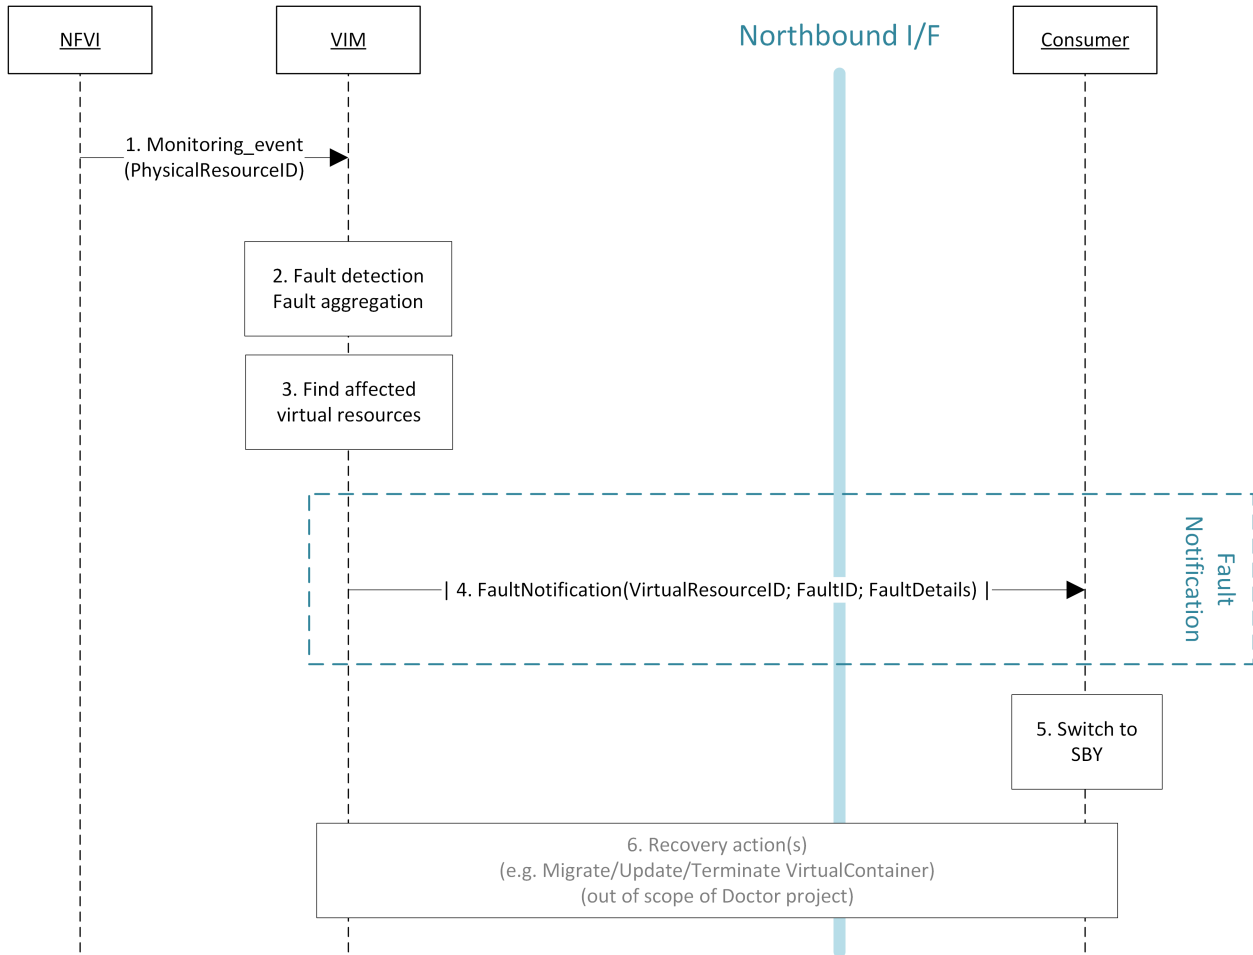 NFVI
VIM
Northbound I/F
Consumer
1. Monitoring_event
(PhysicalResourceID)
2. Fault detection
Fault aggregation
3. Find affected
virtual resources
Fault
Notification
| 4. FaultNotification(VirtualResourceID; FaultID; FaultDetails) |
5. Switch to
SBY
6. Recovery action(s)
(e.g. Migrate/Update/Terminate VirtualContainer)
(out of scope of Doctor project)